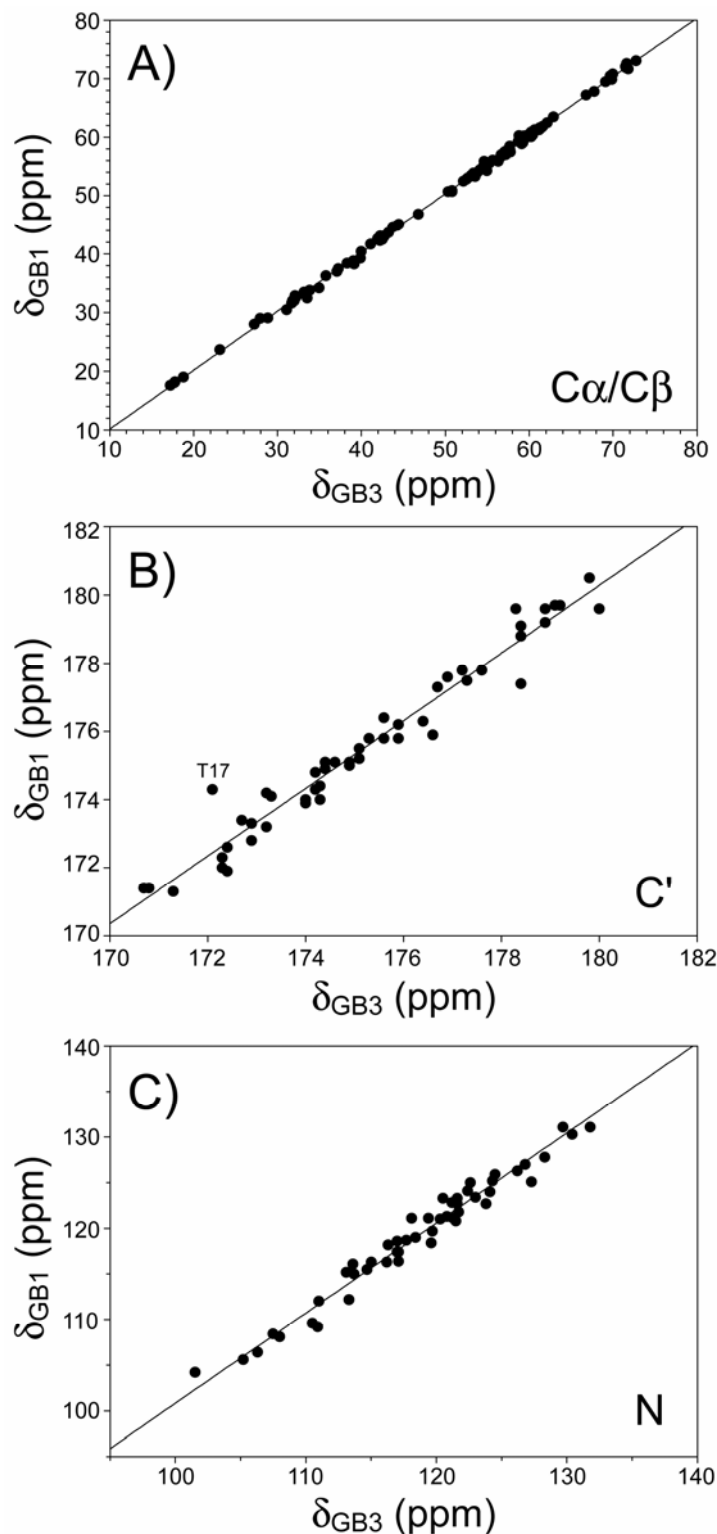 A)
80
70
60
50
40
30
20
10
δGB1 (ppm)
Cα/Cβ
10 20 30 40 50 60 70 80
δGB3 (ppm)
B)
182
180
178
176
174
172
170
δGB1 (ppm)
T17
C'
170 172 174 176 178 180 182
δGB3 (ppm)
C)
140
130
120
110
100
δGB1 (ppm)
N
100 110 120 130 140
δGB3 (ppm)